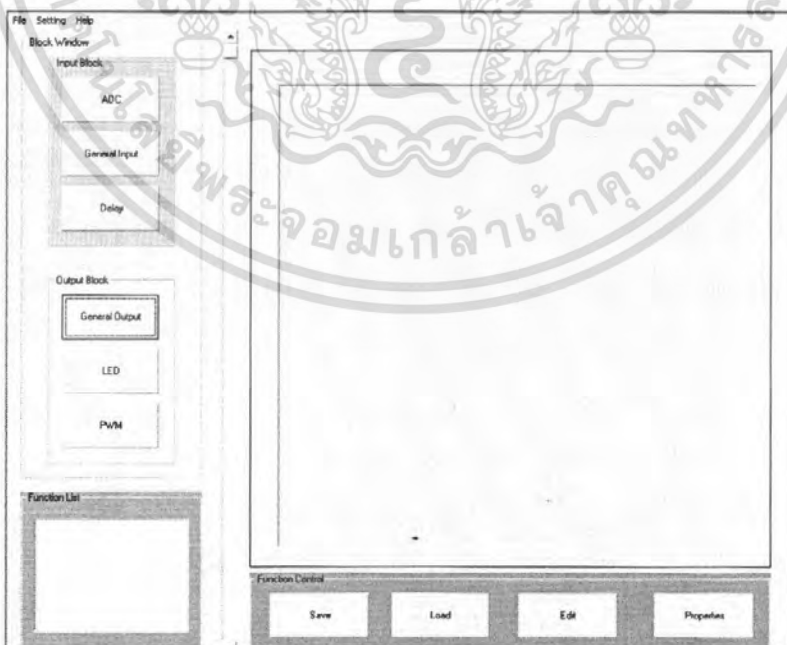 File Setting Help
Block Window
Input Block
ADC
General Input
Delay
Output Block
General Output
LED
PWM
Function List
Function Control
Save Load Edit Properties
พระจอมเกล้าเจ้าคุณทหาร